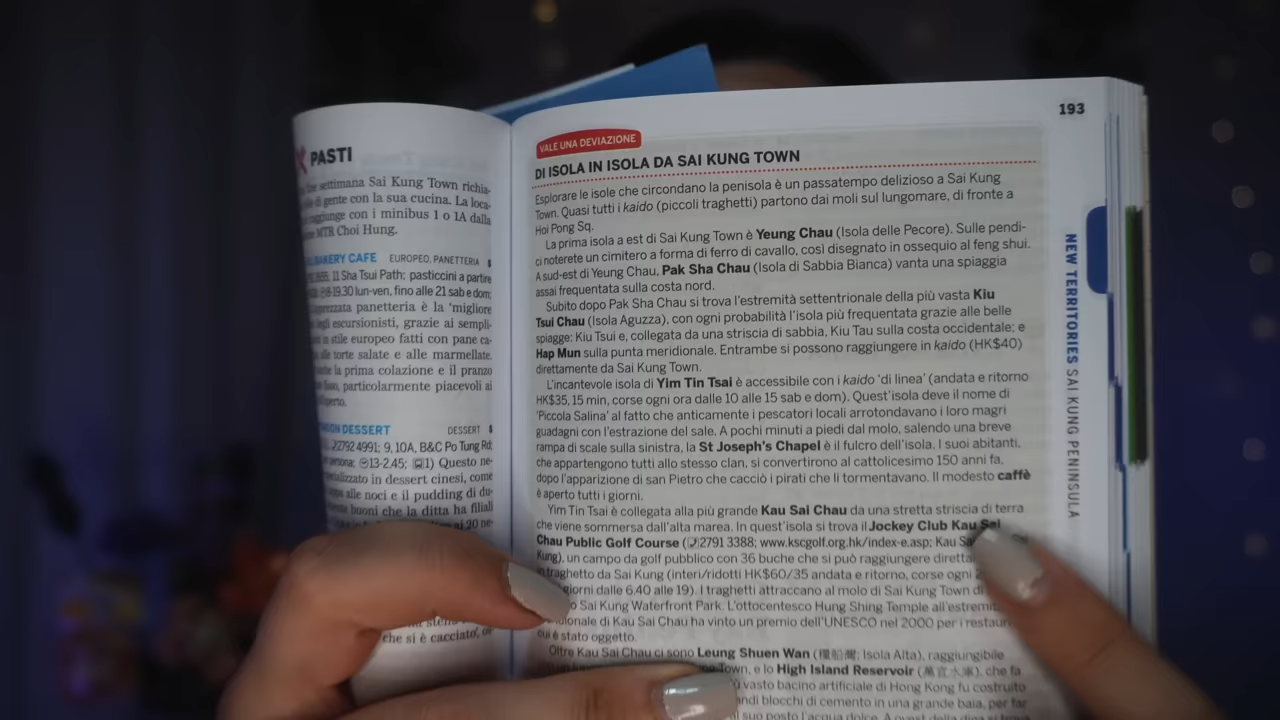 PASTI
settimana Sai Kung Town richia-
di gente con la sua cucina. La loca-
raggiunge con i minibus 1 o 1A dalla
MTR Choi Hung.
BAKERY CAFE EUROPEO, PANETTERIA $
11 Sha Tsui Path; pasticcini a partire
8-19.30 lun-ven, fino alle 21 sab e dom;
panetteria è la 'migliore
escursionisti, grazie ai sempli-
in stile europeo fatti con pane ca-
alle torte salate e alle marmellate.
la prima colazione e il pranzo
particolarmente piacevoli ai
DESSERT DESSERT $
2792 4991; 9, 10A, B&C Po Tung Rd;
13-2.45; 1) Questo ne-
in dessert cinesi, come
alle noci e il pudding di du-
buoni che la ditta ha filiali
20 ne-
che si è cacciato',
193
VALE UNA DEVIAZIONE
DI ISOLA IN ISOLA DA SAI KUNG TOWN
Esplorare le isole che circondano la penisola è un passatempo delizioso a Sai Kung
Town. Quasi tutti i kaido (piccoli traghetti) partono dai moli sul lungomare, di fronte a
Hoi Pong Sq.
La prima isola a est di Sai Kung Town è Yeung Chau (Isola delle Pecore). Sulle pendi-
ci noterete un cimitero a forma di ferro di cavallo, così disegnato in ossequio al feng shui.
A sud-est di Yeung Chau, Pak Sha Chau (Isola di Sabbia Bianca) vanta una spiaggia
assai frequentata sulla costa nord.
Subito dopo Pak Sha Chau si trova l'estremità settentrionale della più vasta Kiu
Tsui Chau (Isola Aguzza), con ogni probabilità l'isola più frequentata grazie alle belle
spiagge: Kiu Tsui e, collegata da una striscia di sabbia, Kiu Tau sulla costa occidentale; e
Hap Mun sulla punta meridionale. Entrambe si possono raggiungere in kaido (HK$40)
direttamente da Sai Kung Town.
L'incantevole isola di Yim Tin Tsai è accessibile con i kaido 'di linea' (andata e ritorno
HK$35, 15 min, corse ogni ora dalle 10 alle 15 sab e dom). Quest'isola deve il nome di
'Piccola Salina' al fatto che anticamente i pescatori locali arrotondavano i loro magri
guadagni con l'estrazione del sale. A pochi minuti a piedi dal molo, salendo una breve
rampa di scale sulla sinistra, la St Joseph's Chapel è il fulcro dell'isola. I suoi abitanti,
che appartengono tutti allo stesso clan, si convertirono al cattolicesimo 150 anni fa,
dopo l'apparizione di san Pietro che cacciò i pirati che li tormentavano. Il modesto caffè
è aperto tutti i giorni.
Yim Tin Tsai è collegata alla più grande Kau Sai Chau da una stretta striscia di terra
che viene sommersa dall'alta marea. In quest'isola si trova il Jockey Club Kau Sai
Chau Public Golf Course (2791 3388; www.kscgolf.org.hk/index-e.asp; Kau Sai
Kung), un campo da golf pubblico con 36 buche che si può raggiungere
in traghetto da Sai Kung (interi/ridotti HK$60/35 andata e ritorno, corse ogni
giorni dalle 6.40 alle 19). I traghetti attraccano al molo di Sai Kung Town
Sai Kung Waterfront Park. L'ottocentesco Hung Shing Temple
di Kau Sai Chau ha vinto un premio dell'UNESCO nel 2000 per i
cui è stato oggetto.
Oltre Kau Sai Chau ci sono Leung Shuen Wan (糧船灣; Isola Alta), raggiungibile
Town, e lo High Island Reservoir (萬宜水庫), che fa
vasto bacino artificiale di Hong Kong fu costruito
blocchi di cemento in una grande baia, per far
suo posto l'acqua dolce.
NEW TERRITORIES SAI KUNG PENINSULA